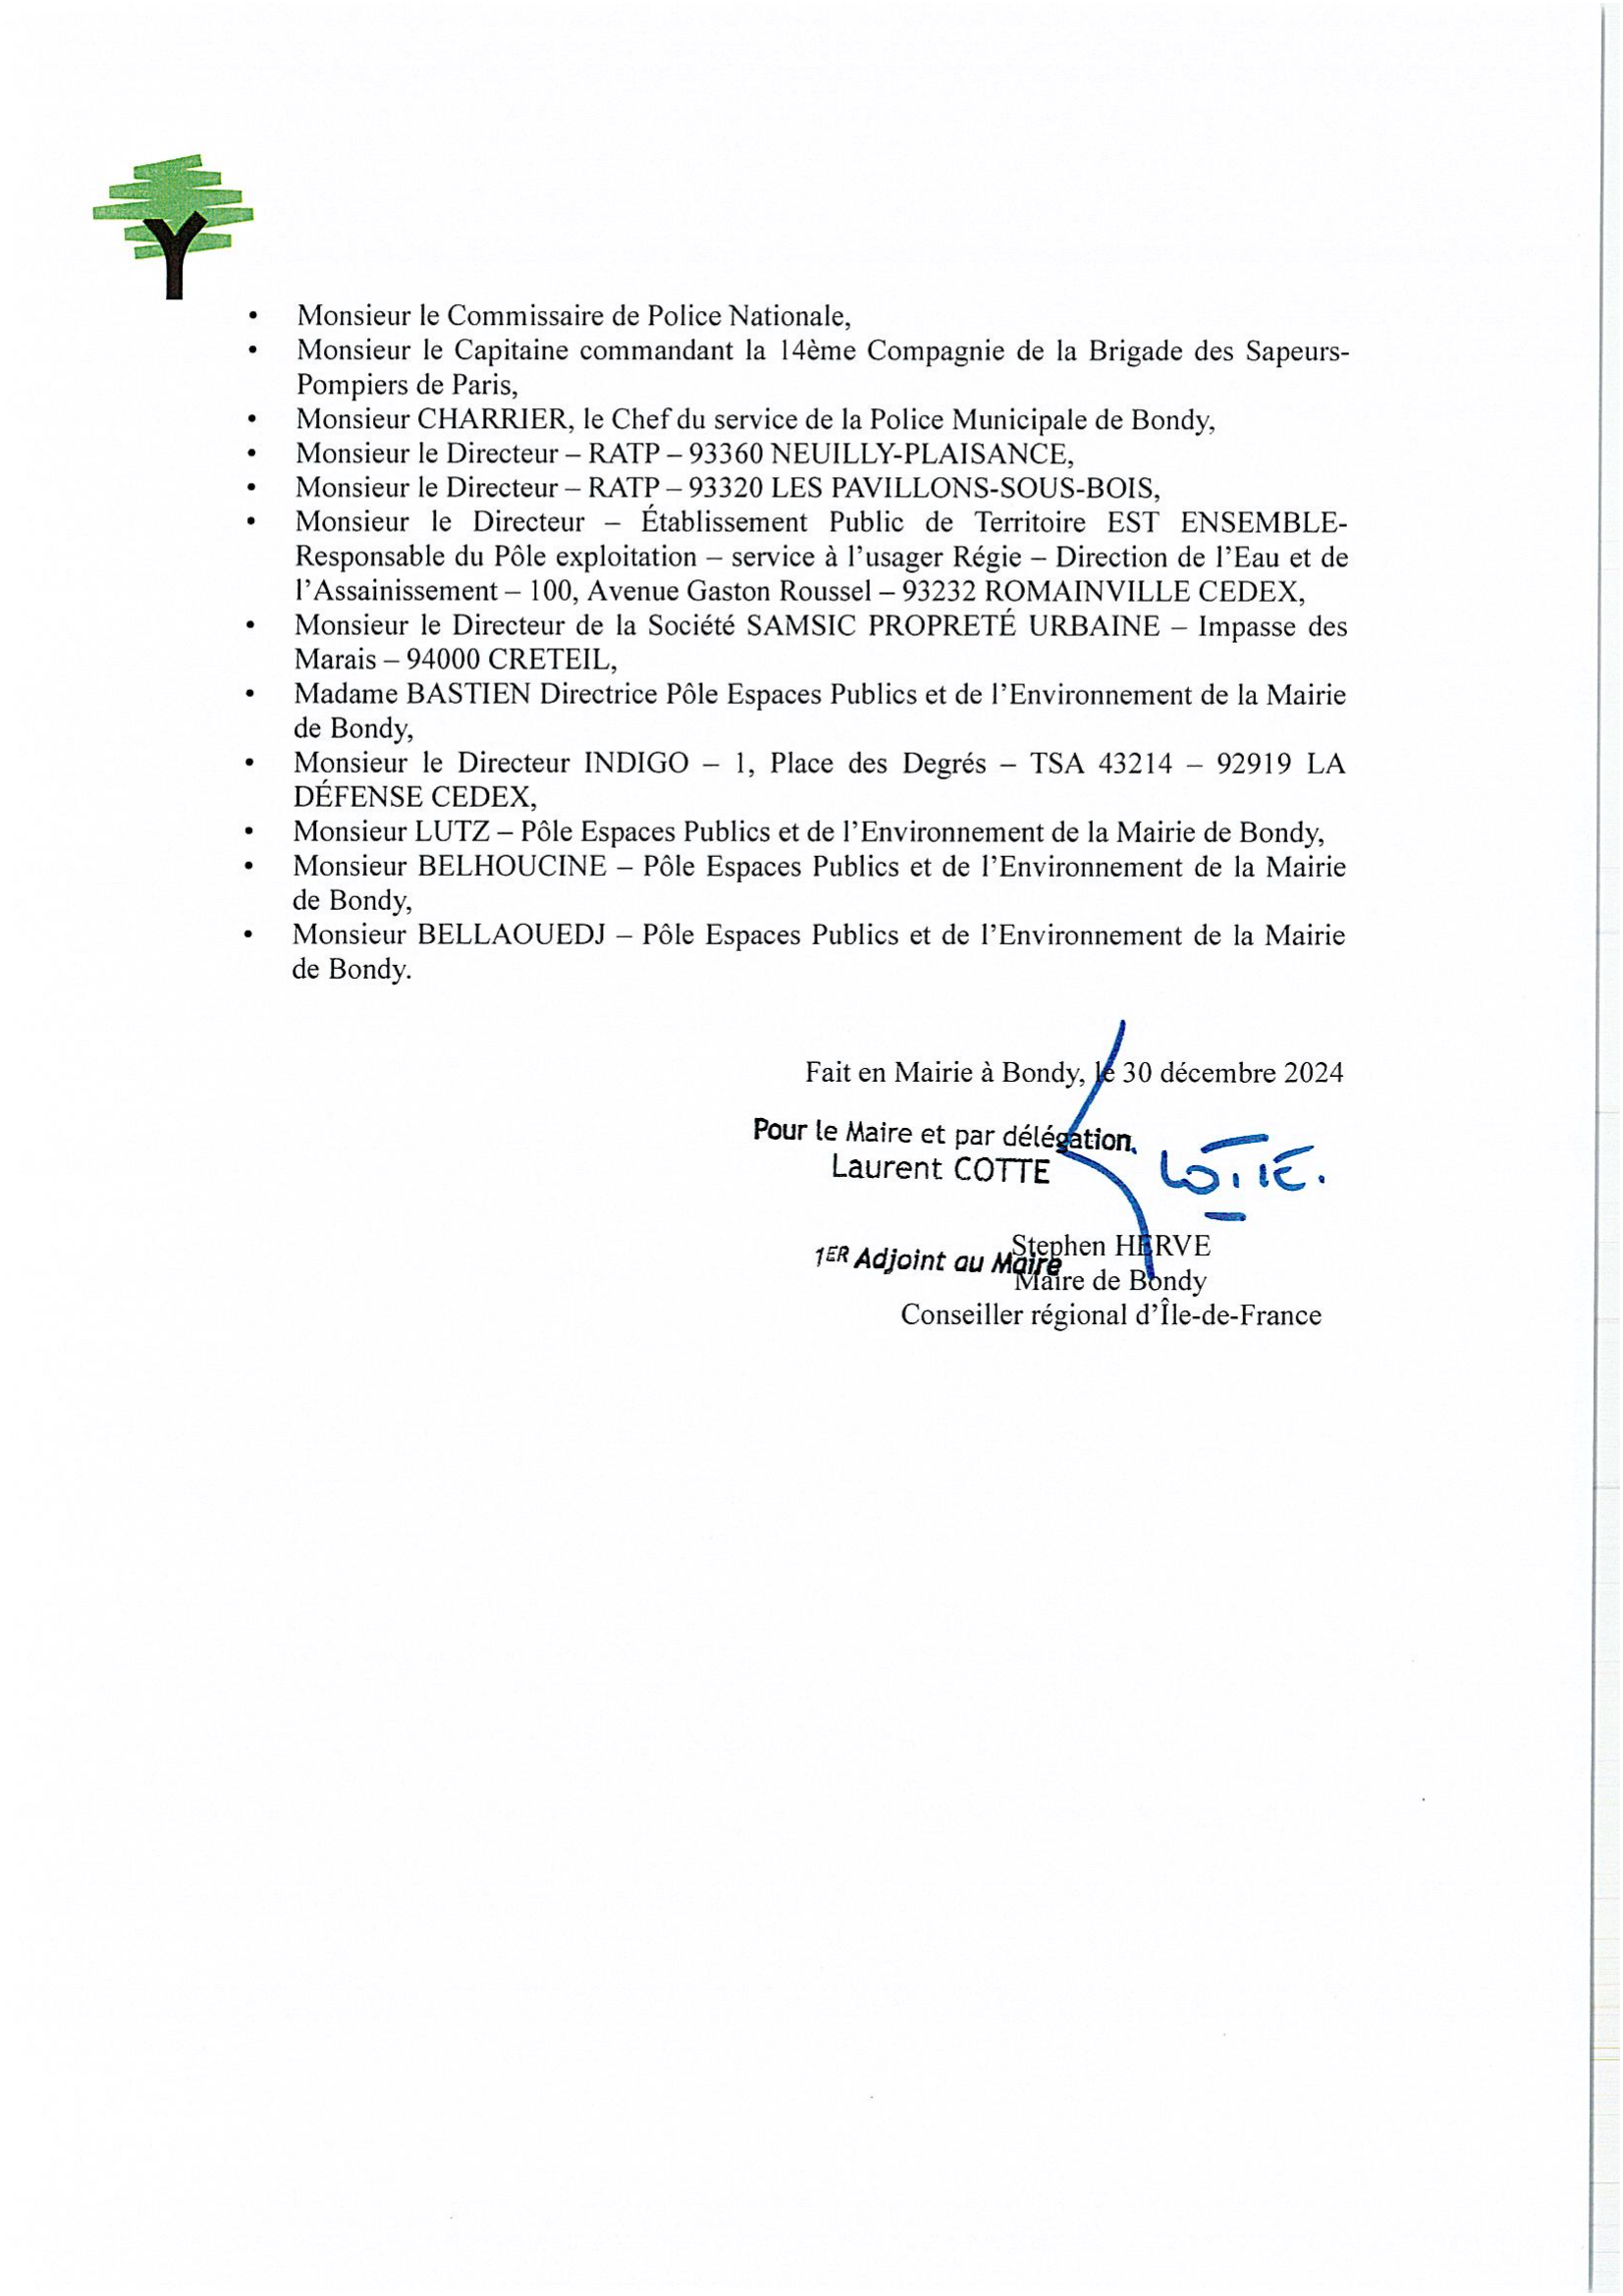 • Monsieur le Commissaire de Police Nationale,
• Monsieur le Capitaine commandant la 14ème Compagnie de la Brigade des Sapeurs-
Pompiers de Paris,
• Monsieur CHARRIER, le Chef du service de la Police Municipale de Bondy,
• Monsieur le Directeur – RATP – 93360 NEUILLY-PLAISANCE,
• Monsieur le Directeur – RATP – 93320 LES PAVILLONS-SOUS-BOIS,
• Monsieur le Directeur – Établissement Public de Territoire EST ENSEMBLE-
Responsable du Pôle exploitation – service à l’usager Régie – Direction de l’Eau et de
l’Assainissement – 100, Avenue Gaston Roussel – 93232 ROMAINVILLE CEDEX,
• Monsieur le Directeur de la Société SAMSIC PROPRETÉ URBAINE – Impasse des
Marais – 94000 CRETEIL,
• Madame BASTIEN Directrice Pôle Espaces Publics et de l’Environnement de la Mairie
de Bondy,
• Monsieur le Directeur INDIGO – 1, Place des Degrés – TSA 43214 – 92919 LA
DÉFENSE CEDEX,
• Monsieur LUTZ – Pôle Espaces Publics et de l’Environnement de la Mairie de Bondy,
• Monsieur BELHOUCINE – Pôle Espaces Publics et de l’Environnement de la Mairie
de Bondy,
• Monsieur BELLAOUEDJ – Pôle Espaces Publics et de l’Environnement de la Mairie
de Bondy.
Fait en Mairie à Bondy, le 30 décembre 2024
Pour le Maire et par délégation.
Laurent COTTE
COTTE.
Stephen HERVE
1ER Adjoint au Maire
Maire de Bondy
Conseiller régional d’Île-de-France